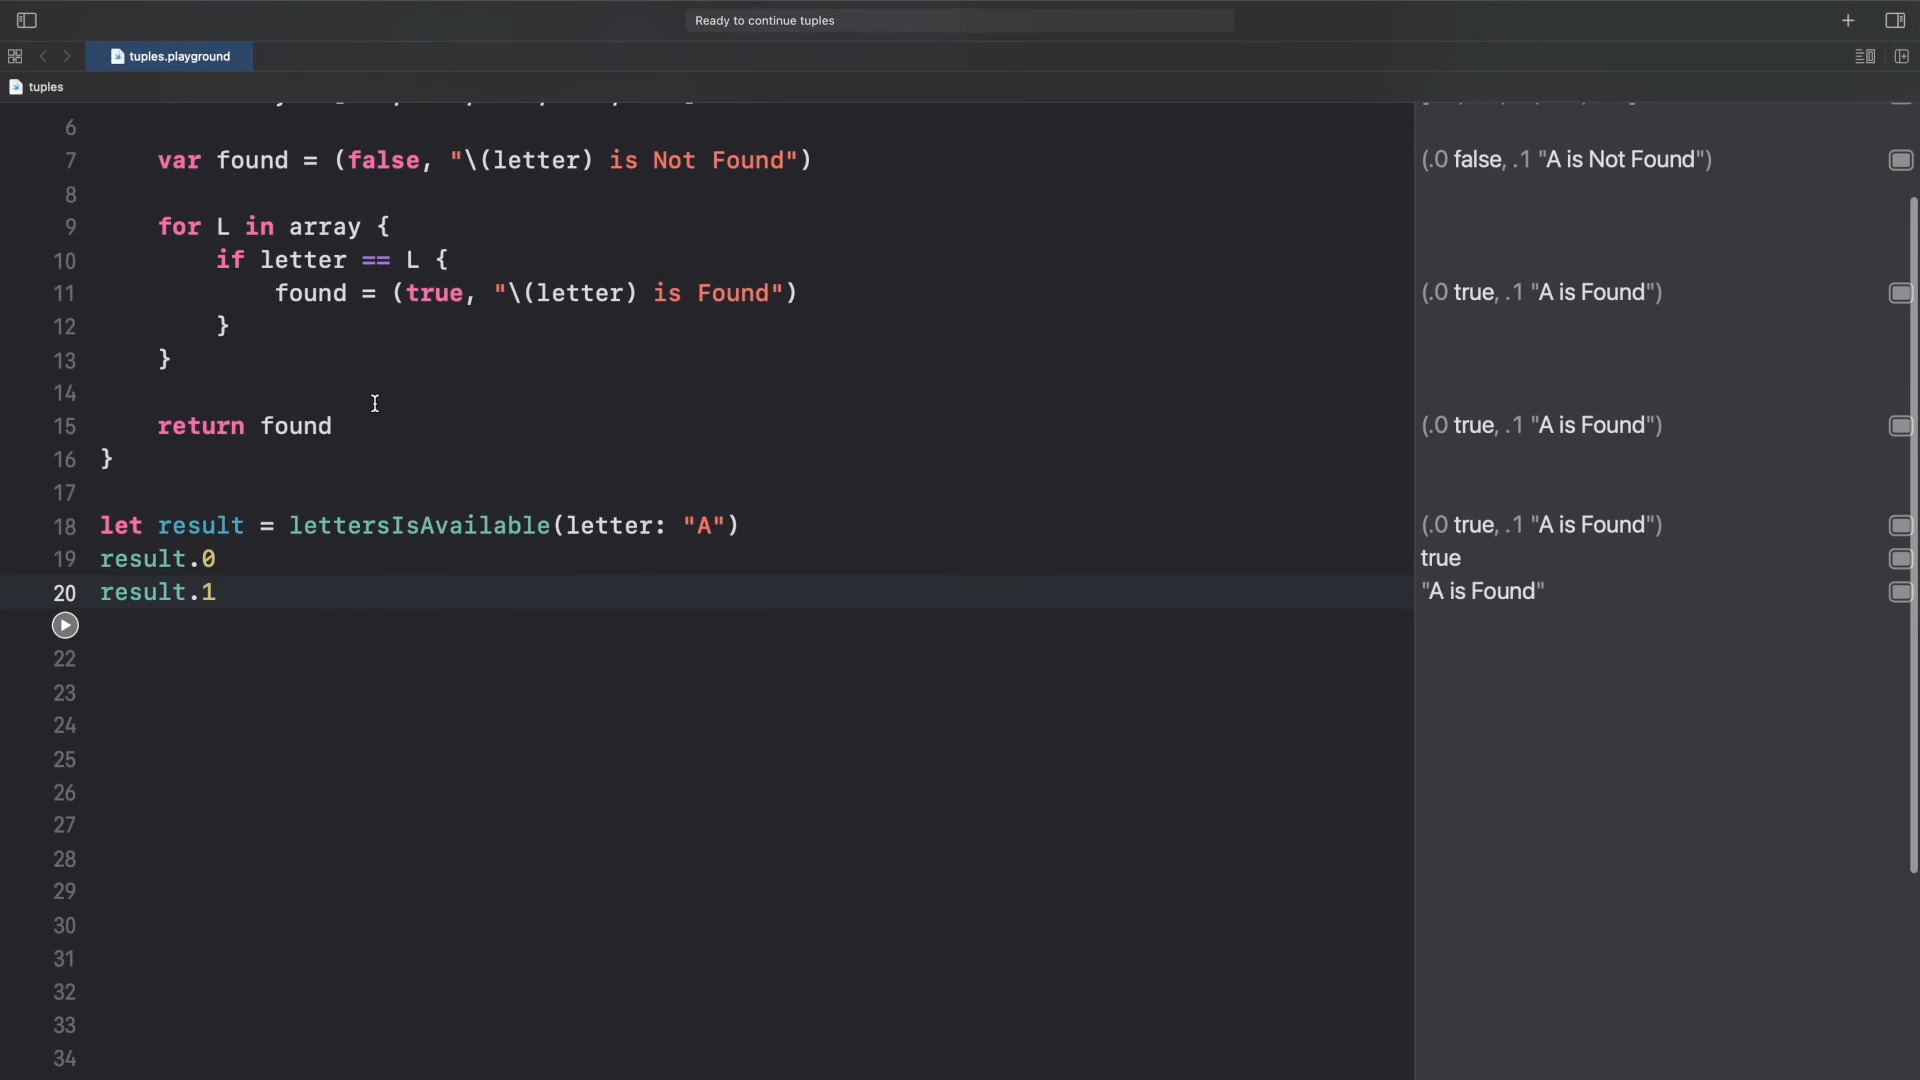 Ready to continue tuples
tuples.playground
tuples
6
7 var found = (false, "\(letter) is Not Found") (.0 false, .1 "A is Not Found")
8
9 for L in array {
10 if letter == L {
11 found = (true, "\(letter) is Found") (.0 true, .1 "A is Found")
12 }
13 }
14
15 return found (.0 true, .1 "A is Found")
16 }
17
18 let result = lettersIsAvailable(letter: "A") (.0 true, .1 "A is Found")
19 result.0 true
20 result.1 "A is Found"
22
23
24
25
26
27
28
29
30
31
32
33
34